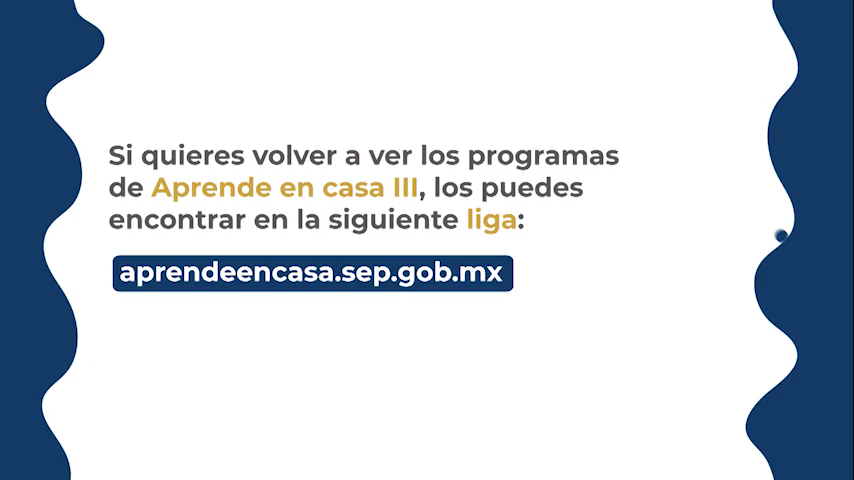 Si quieres volver a ver los programas
de Aprende en casa III, los puedes
encontrar en la siguiente liga:
aprendeencasa.sep.gob.mx